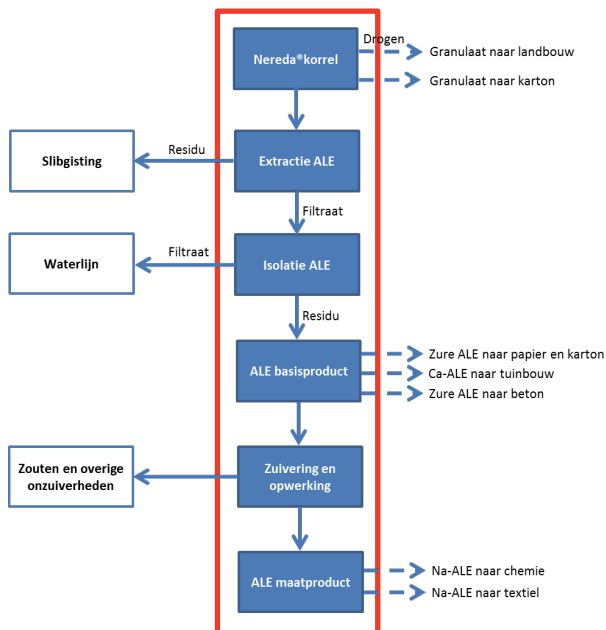 Drogen
Nereda®korrel
Granulaat naar landbouw
Granulaat naar karton
Residu
Slibgisting
Extractie ALE
Filtraat
Filtraat
Waterlijn
Isolatie ALE
Residu
Zure ALE naar papier en karton
ALE basisproduct
Ca-ALE naar tuinbouw
Zure ALE naar beton
Zouten en overige
onzuiverheden
Zuivering en
opwerking
ALE maatproduct
Na-ALE naar chemie
Na-ALE naar textiel